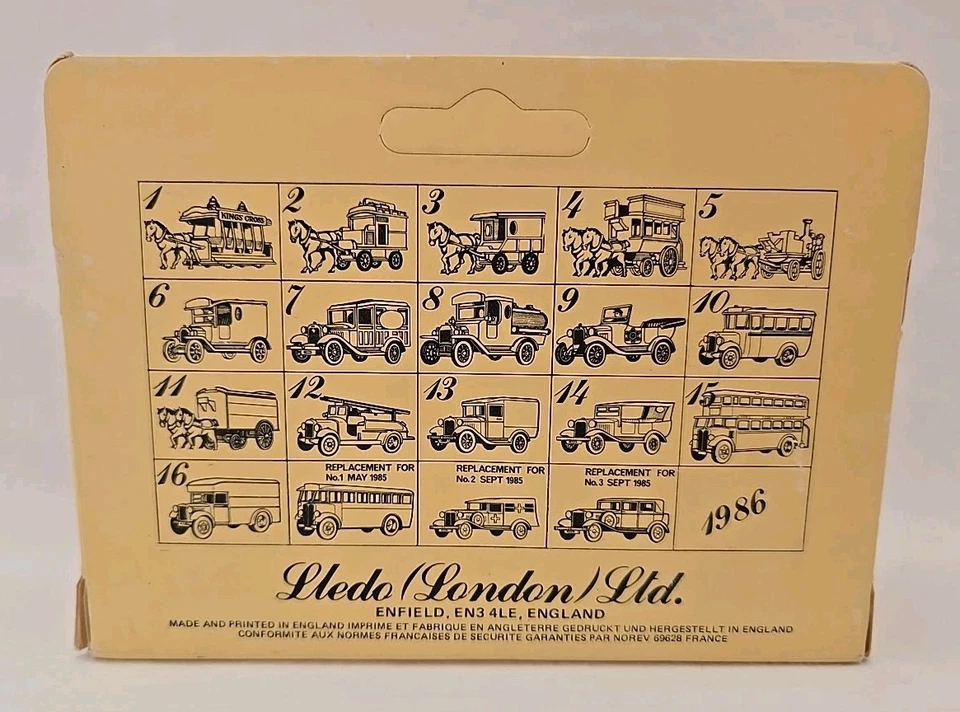 1 KINGS CROSS 2 3 4 5
6 7 8 9 10
11 12 13 14 15
16
REPLACEMENT FOR
No.1 MAY 1985
REPLACEMENT FOR
No.2 SEPT 1985
REPLACEMENT FOR
No.3 SEPT 1985
1986
Lledo (London) Ltd.
ENFIELD, EN3 4LE, ENGLAND
MADE AND PRINTED IN ENGLAND IMPRIME ET FABRIQUE EN ANGLETERRE GEDRUCKT UND HERGESTELLT IN ENGLAND
CONFORMITE AUX NORMES FRANCAISES DE SECURITE GARANTIES PAR NOREV 69628 FRANCE